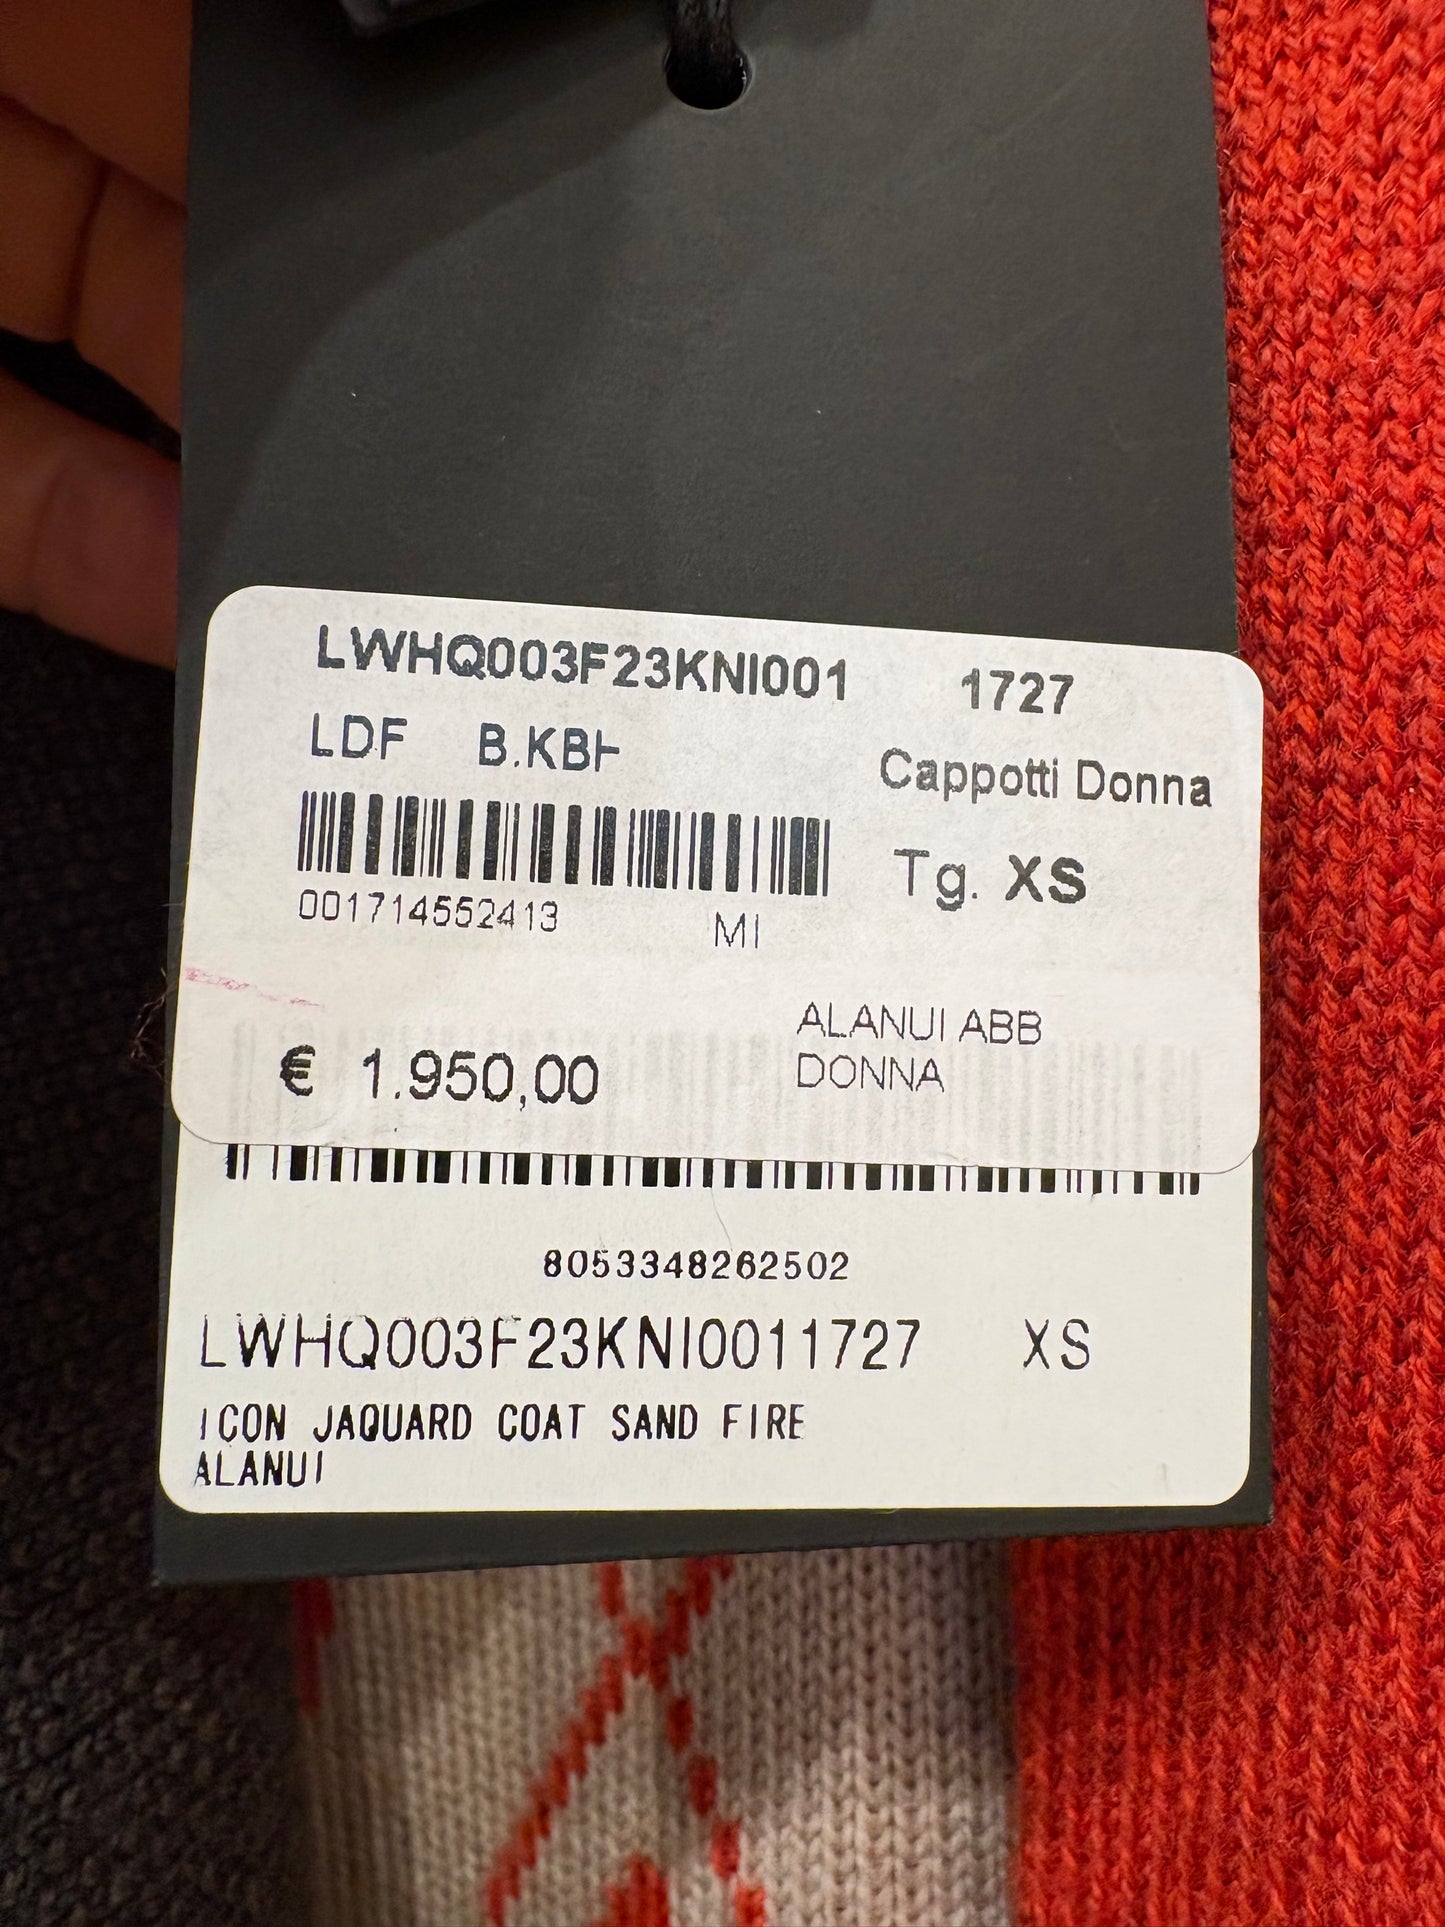 LWHQ003F23KNI001 1727
LDF B.KBH Cappotti Donna
Tg. XS
001714552413 MI
ALANUI ABB
€ 1.950,00 DONNA
8053348262502
LWHQ003F23KNI0011727 XS
ICON JAQUARD COAT SAND FIRE
ALANUI